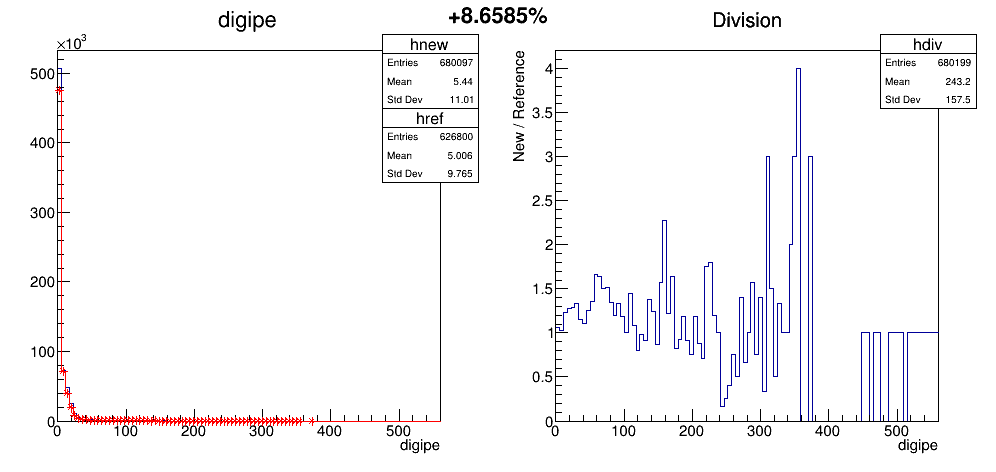 digipe
+8.6585%
Division
×10³
hnew
Entries 680097
Mean 5.44
Std Dev 11.01
href
Entries 626800
Mean 5.006
Std Dev 9.765
500
400
300
200
100
0
0 100 200 300 400 500
digipe
hdiv
Entries 680199
Mean 243.2
Std Dev 157.5
New / Reference
4
3.5
3
2.5
2
1.5
1
0.5
0
0 100 200 300 400 500
digipe